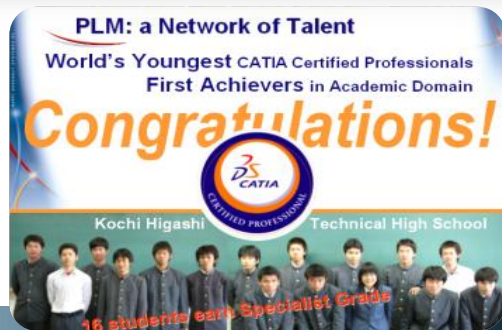 PLM: a Network of Talent
World's Youngest CATIA Certified Professionals
First Achievers in Academic Domain
Congratulations!
DS
CATIA
CERTIFIED PROFESSIONAL
Kochi Higashi Technical High School
16 students earn Specialist Grade